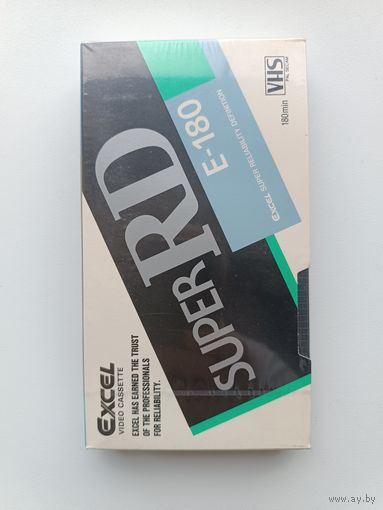 VHS
PAL SECAM
180min
E-180
EXCEL SUPER RELIABILITY DEFINITION
SUPER RD
EXCEL
VIDEO CASSETTE
EXCEL HAS EARNED THE TRUST
OF THE PROFESSIONALS
FOR RELIABILITY.
www.ay.by